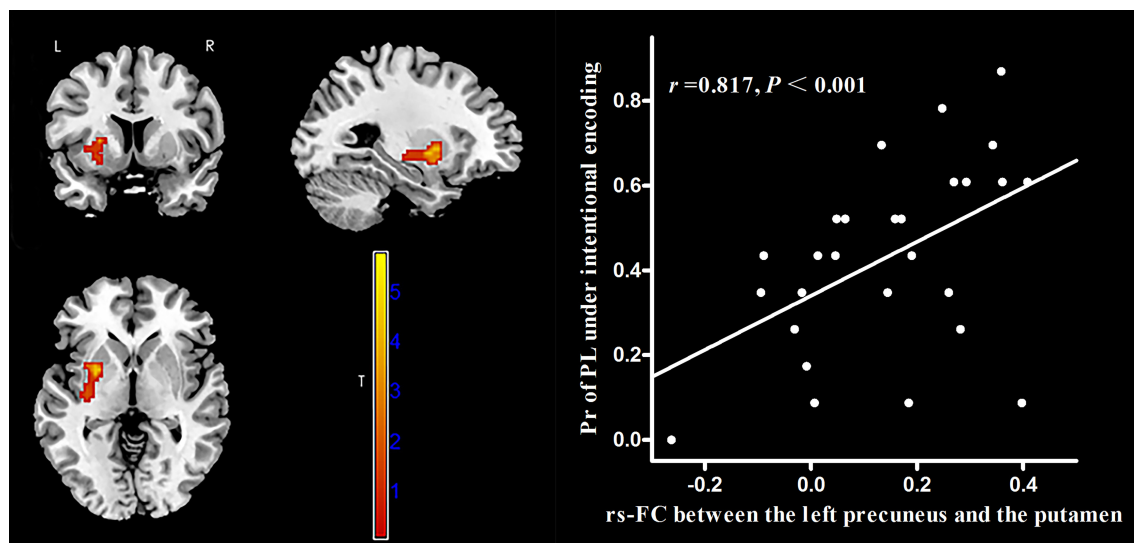 L
R
5
4
3
2
1
T
r =0.817, P < 0.001
Pr of PL under intentional encoding
0.8
0.6
0.4
0.2
0.0
-0.2 0.0 0.2 0.4
rs-FC between the left precuneus and the putamen